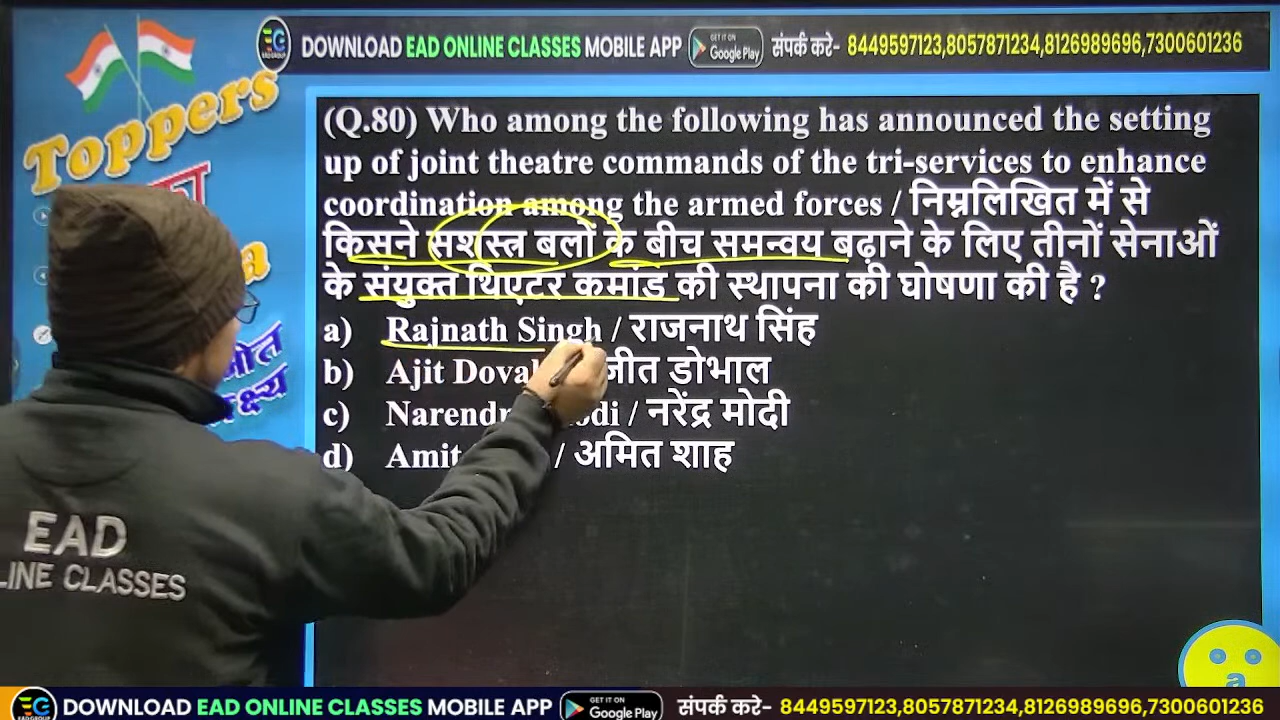 DOWNLOAD EAD ONLINE CLASSES MOBILE APP GET IT ON Google Play संपर्क करे- 8449597123,8057871234,8126989696,7300601236
Toppers
(Q.80) Who among the following has announced the setting
up of joint theatre commands of the tri-services to enhance
coordination among the armed forces / निम्नलिखित में से
किसने सशस्त्र बलों के बीच समन्वय बढ़ाने के लिए तीनों सेनाओं
के संयुक्त थिएटर कमांड की स्थापना की घोषणा की है ?
a) Rajnath Singh / राजनाथ सिंह
b) Ajit डोभाल
c) / नरेंद्र मोदी
d) Amit / अमित शाह
EAD
LINE CLASSES
a
DOWNLOAD EAD ONLINE CLASSES MOBILE APP GET IT ON Google Play संपर्क करे- 8449597123,8057871234,8126989696,7300601236